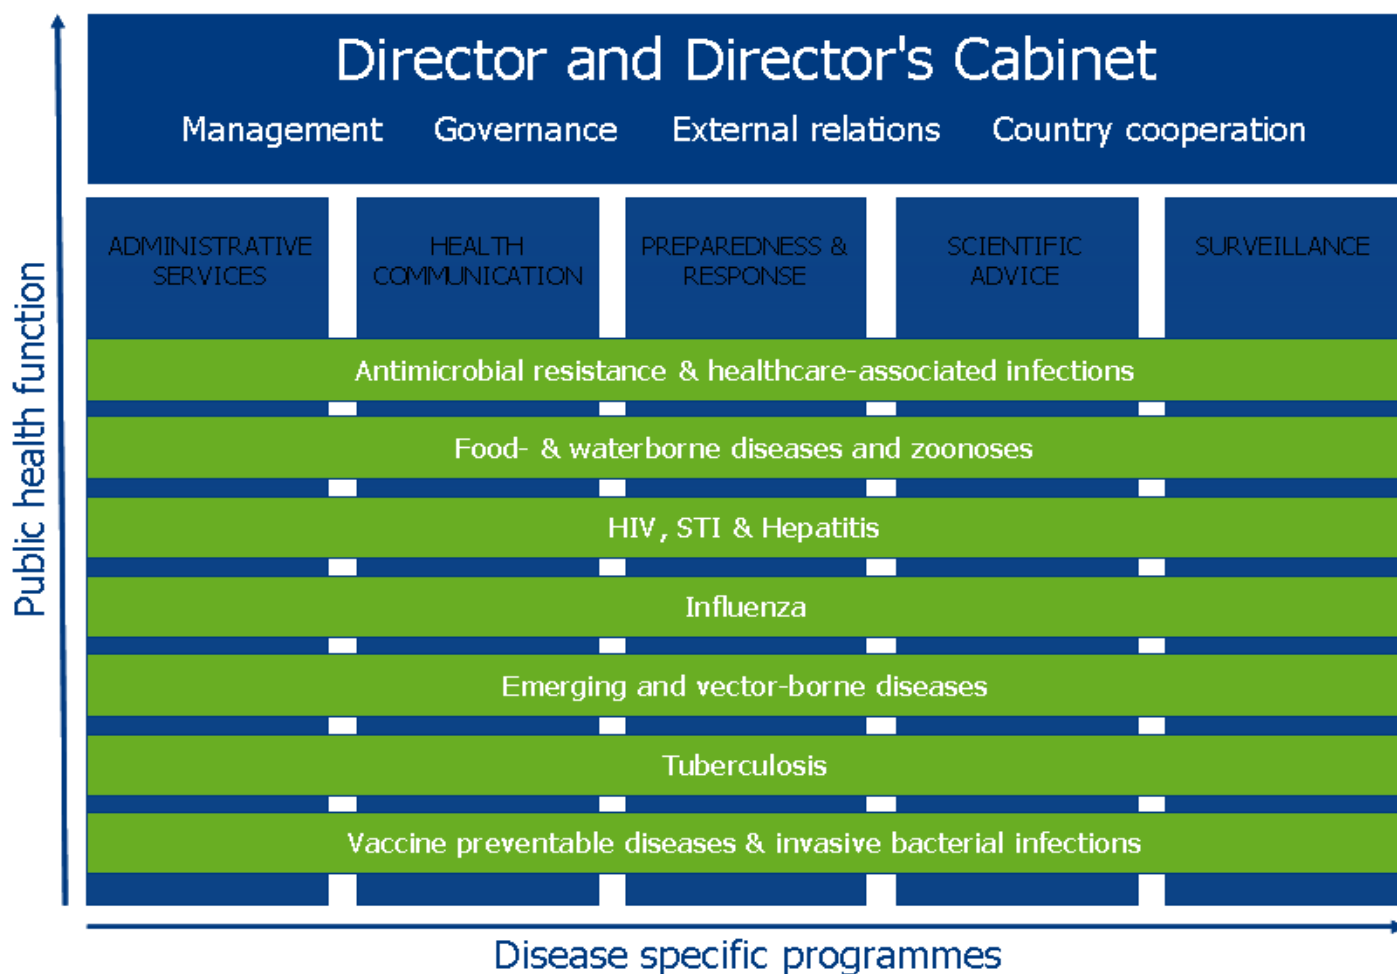 Director and Director's Cabinet
Management Governance External relations Country cooperation
ADMINISTRATIVE
SERVICES
HEALTH
COMMUNICATION
PREPAREDNESS &
RESPONSE
SCIENTIFIC
ADVICE
SURVEILLANCE
Public health function
Antimicrobial resistance & healthcare-associated infections
Food- & waterborne diseases and zoonoses
HIV, STI & Hepatitis
Influenza
Emerging and vector-borne diseases
Tuberculosis
Vaccine preventable diseases & invasive bacterial infections
Disease specific programmes